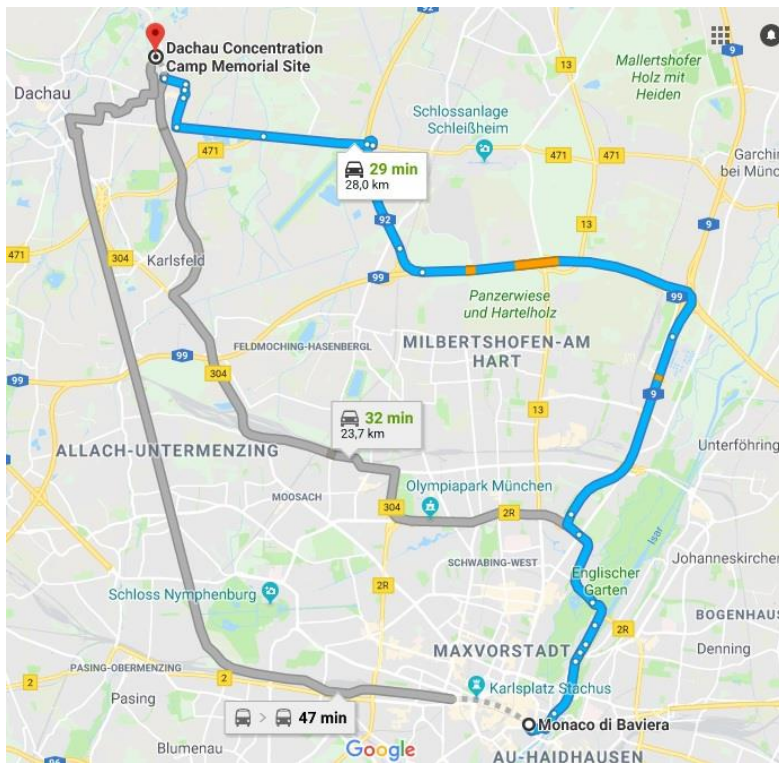 92
9
Dachau Concentration
Camp Memorial Site
Mallertshofer
Holz mit
Heiden
13
Dachau
Schlossanlage
Schleißheim
Garching
bei Münc
471
471
471
29 min
28,0 km
92
13
9
304
471
Karlsfeld
99
99
Panzerwiese
und Hartelholz
FELDMOCHING-HASENBERGL
MILBERTSHOFEN-AM
HART
99
304
99
9
32 min
23,7 km
13
ALLACH-UNTERMENZING
Unterföhring
MOOSACH
Olympiapark München
304
2R
Isar
SCHWABING-WEST
Johanneskirchen
Schloss Nymphenburg
2R
Englischer
Garten
BOGENHAUS
2R
MAXVORSTADT
Denning
PASING-OBERMENZING
2
2
Karlsplatz Stachus
Pasing
47 min
Monaco di Baviera
Blumenau
Google
AU-HAIDHAUSEN
96